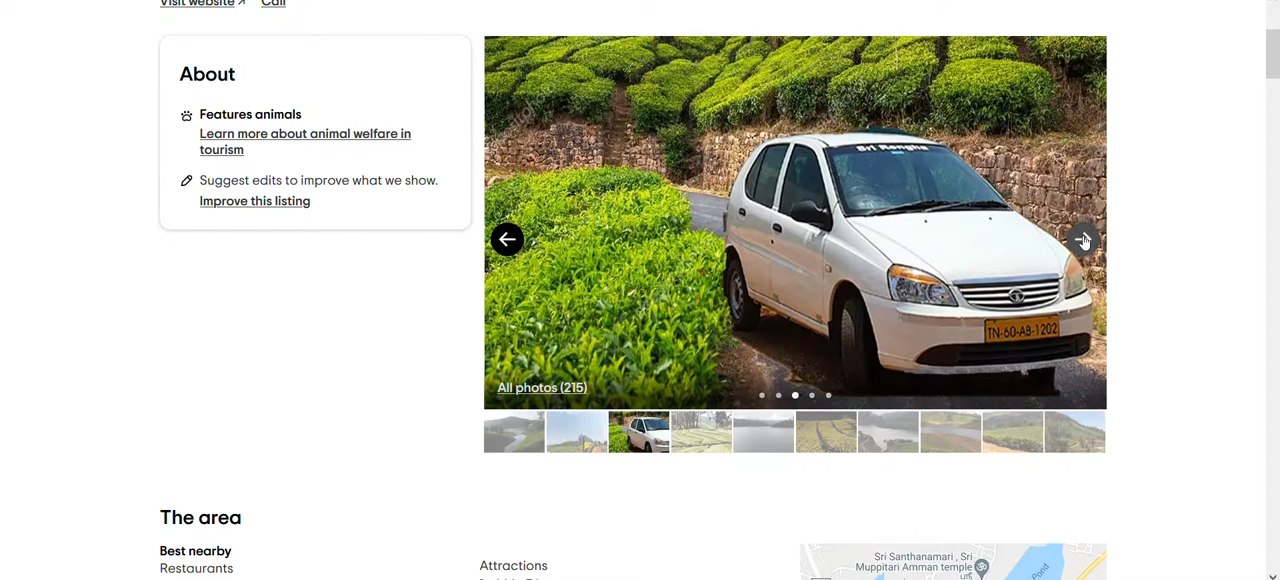 Visit website
Call
About
Features animals
Learn more about animal welfare in
tourism
Suggest edits to improve what we show.
Improve this listing
Sri Rengha
TN-60-AB-1202
All photos (215)
The area
Best nearby
Restaurants
Attractions
Sri Santhanamari , Sri
Muppitari Amman temple
Pond